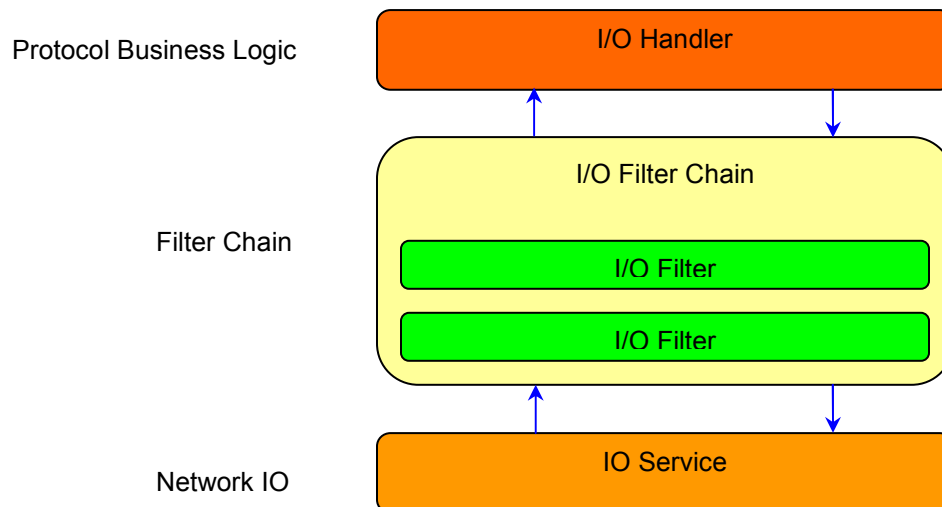 Protocol Business Logic
I/O Handler
I/O Filter Chain
Filter Chain
I/O Filter
I/O Filter
Network IO
IO Service